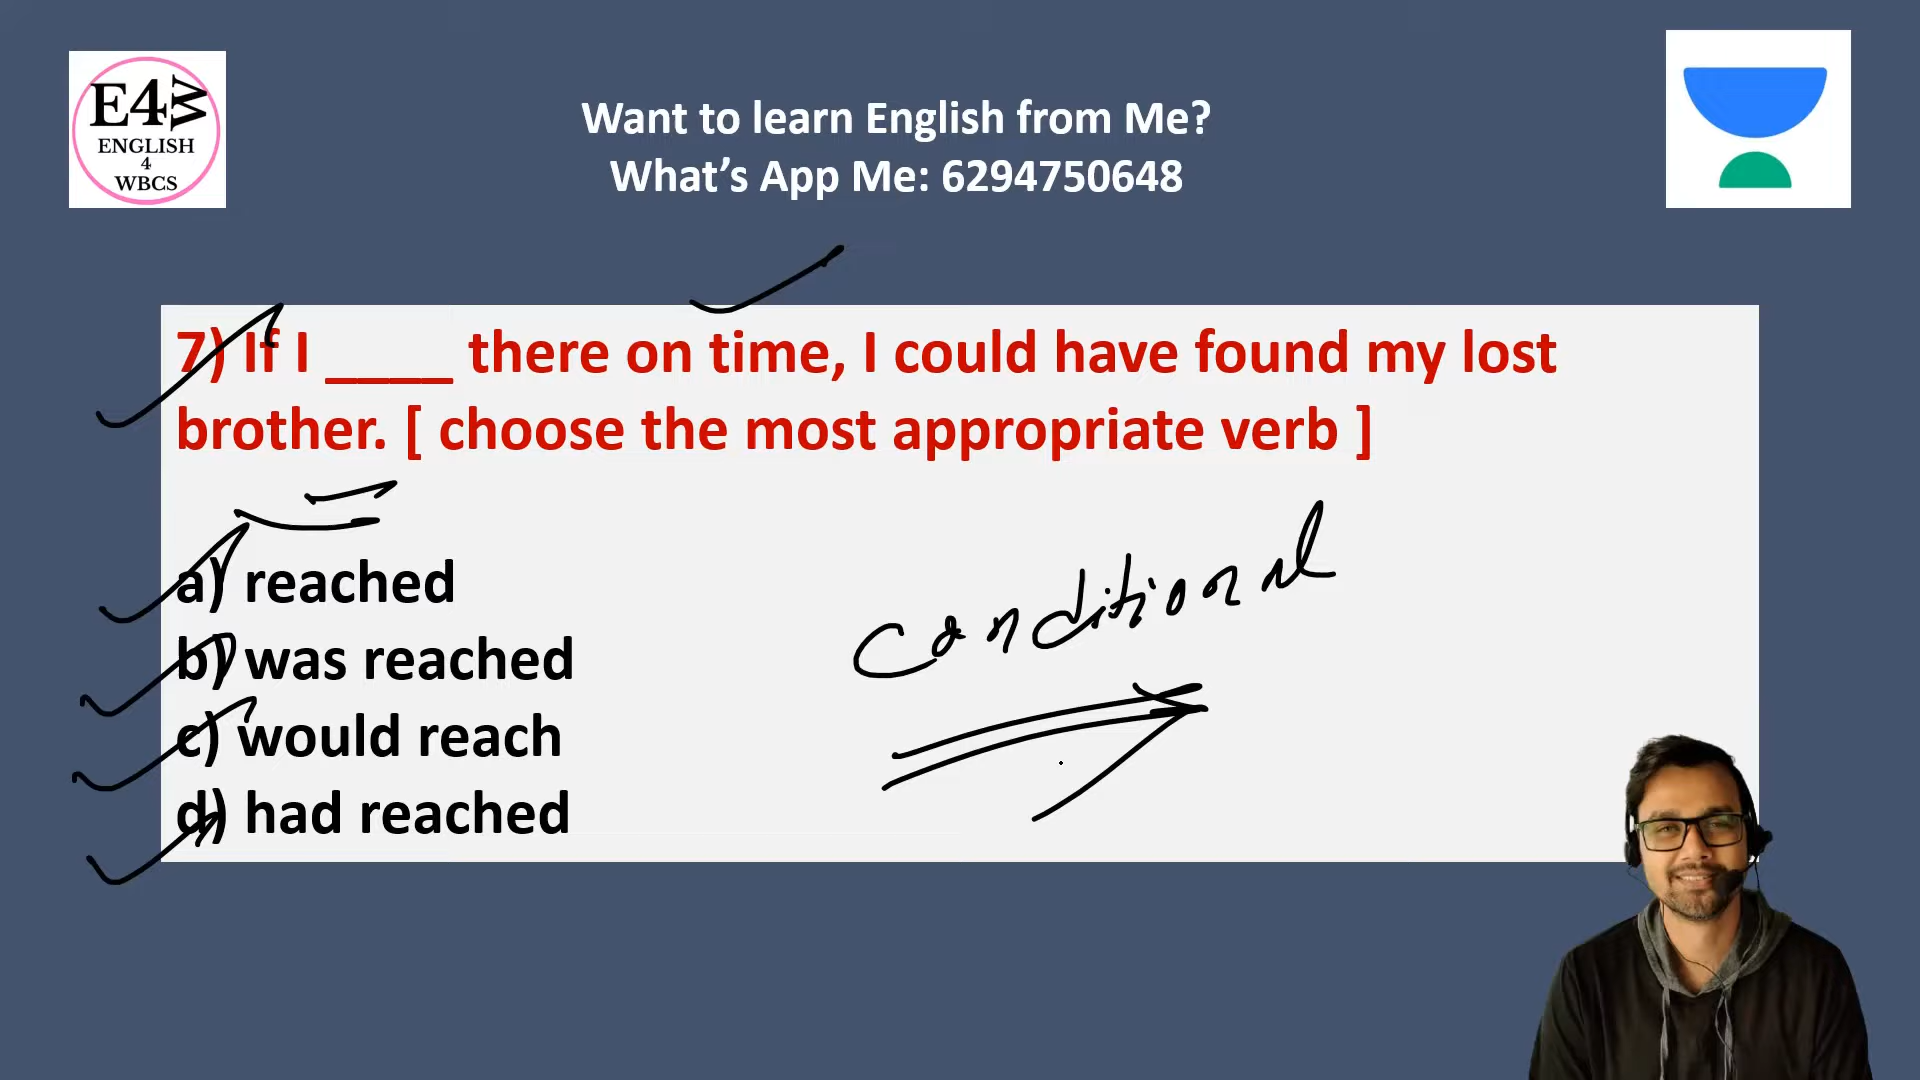 E4W
ENGLISH
4
WBCS
Want to learn English from Me?
What's App Me: 6294750648
7) If I ____ there on time, I could have found my lost
brother. [ choose the most appropriate verb ]
a) reached
b) was reached
c) would reach
d) had reached
conditional